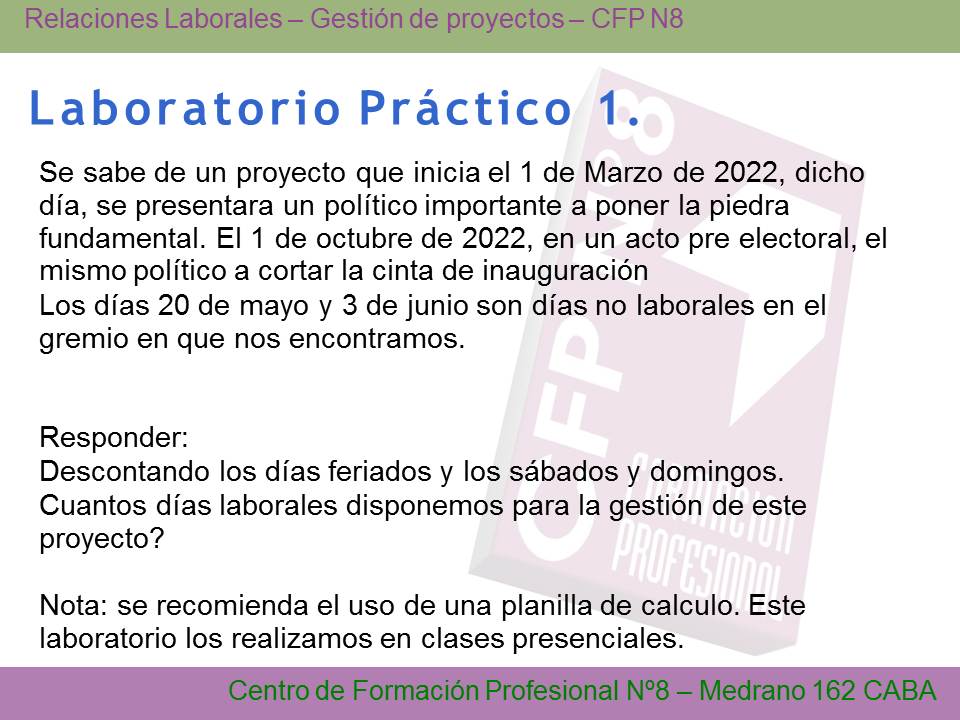 Relaciones Laborales – Gestión de proyectos – CFP N8
Laboratorio Práctico 1.
Se sabe de un proyecto que inicia el 1 de Marzo de 2022, dicho
día, se presentara un político importante a poner la piedra
fundamental. El 1 de octubre de 2022, en un acto pre electoral, el
mismo político a cortar la cinta de inauguración
Los días 20 de mayo y 3 de junio son días no laborales en el
gremio en que nos encontramos.
Responder:
Descontando los días feriados y los sábados y domingos.
Cuantos días laborales disponemos para la gestión de este
proyecto?
Nota: se recomienda el uso de una planilla de calculo. Este
laboratorio los realizamos en clases presenciales.
CFP Nº8
FORMACION
PROFESIONAL
Centro de Formación Profesional Nº8 – Medrano 162 CABA